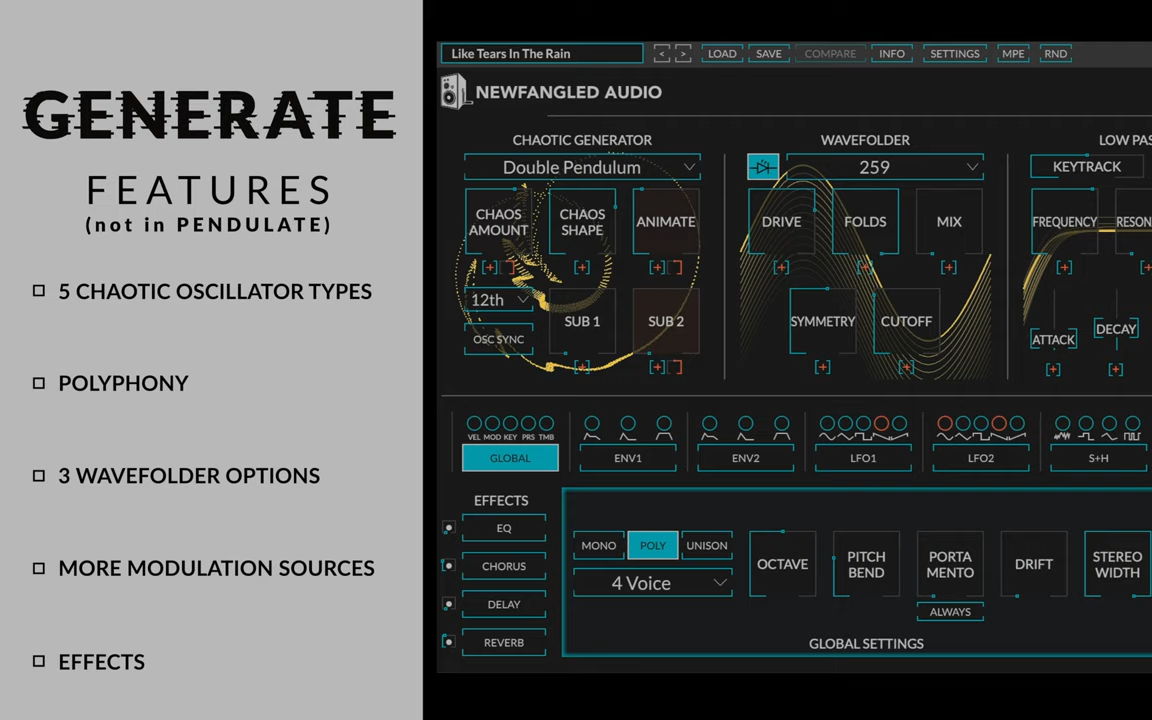 GENERATE
FEATURES
(not in PENDULATE)
5 CHAOTIC OSCILLATOR TYPES
POLYPHONY
3 WAVEFOLDER OPTIONS
MORE MODULATION SOURCES
EFFECTS
Like Tears In The Rain
< > LOAD SAVE COMPARE INFO SETTINGS MPE RND
NEWFANGLED AUDIO
CHAOTIC GENERATOR
Double Pendulum
CHAOS AMOUNT
CHAOS SHAPE
ANIMATE
[+] [+] [+]
12th
OSC SYNC
SUB 1
SUB 2
[+] [+]
WAVEFOLDER
259
DRIVE
FOLDS
MIX
[+] [+] [+]
SYMMETRY
CUTOFF
[+] [+]
LOW PAS
KEYTRACK
FREQUENCY
RESON
[+] [+]
ATTACK
DECAY
[+] [+]
VEL MOD KEY PRS TMB
GLOBAL
ENV1
ENV2
LFO1
LFO2
S+H
EFFECTS
EQ
CHORUS
DELAY
REVERB
MONO POLY UNISON
4 Voice
OCTAVE
PITCH BEND
PORTA MENTO
ALWAYS
DRIFT
STEREO WIDTH
GLOBAL SETTINGS